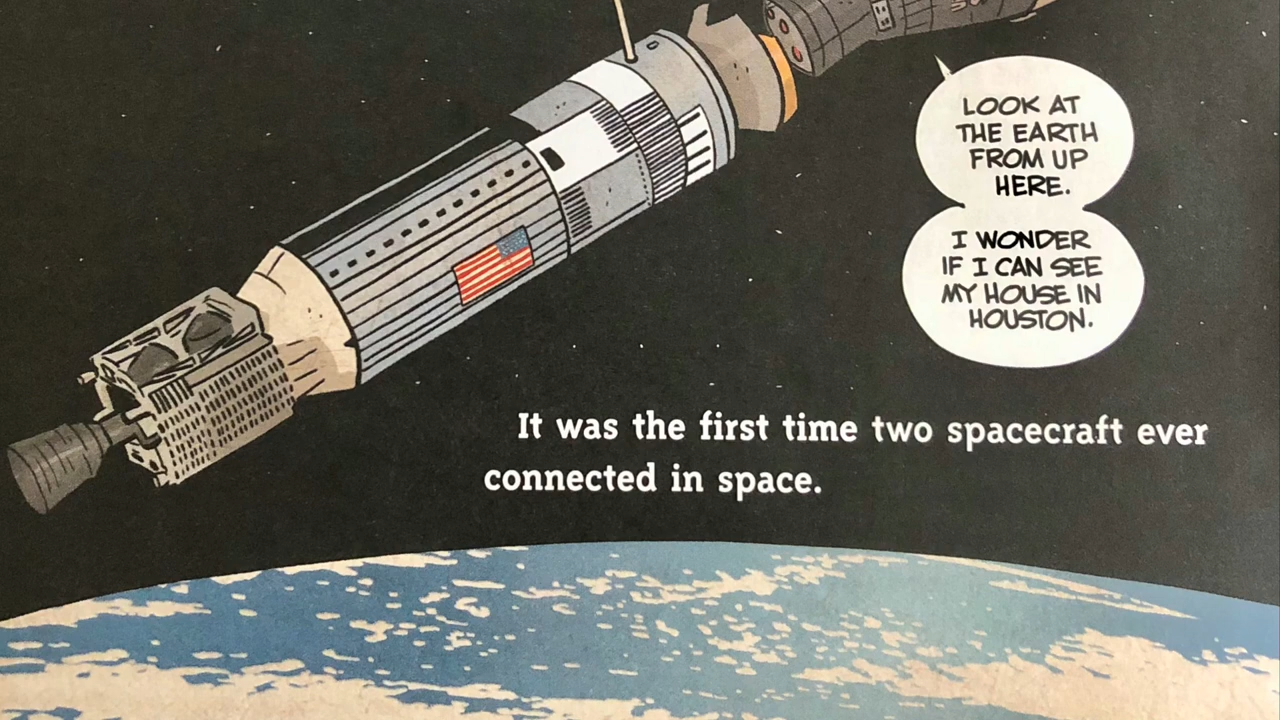 LOOK AT
THE EARTH
FROM UP
HERE.
I WONDER
IF I CAN SEE
MY HOUSE IN
HOUSTON.
It was the first time two spacecraft ever
connected in space.